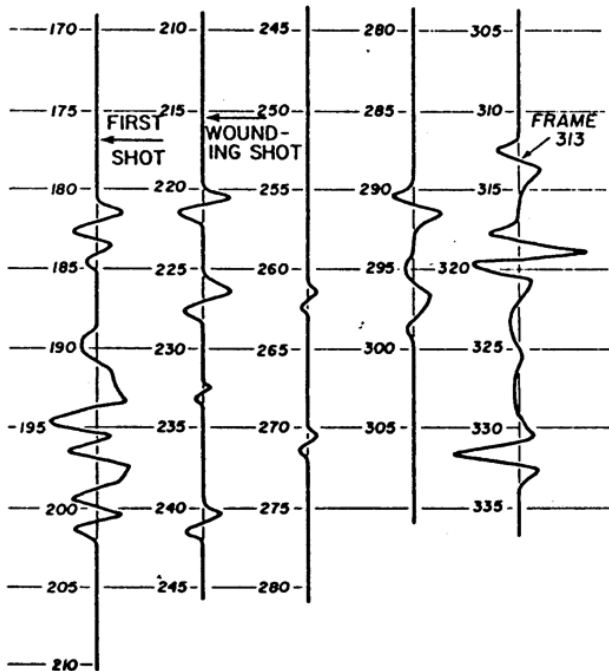 170 210 245 280 305
175 215 250 285 310
FIRST
SHOT
WOUND-
ING SHOT
FRAME
313
180 220 255 290 315
185 225 260 295 320
190 230 265 300 325
195 235 270 305 330
200 240 275 335
205 245 280
210